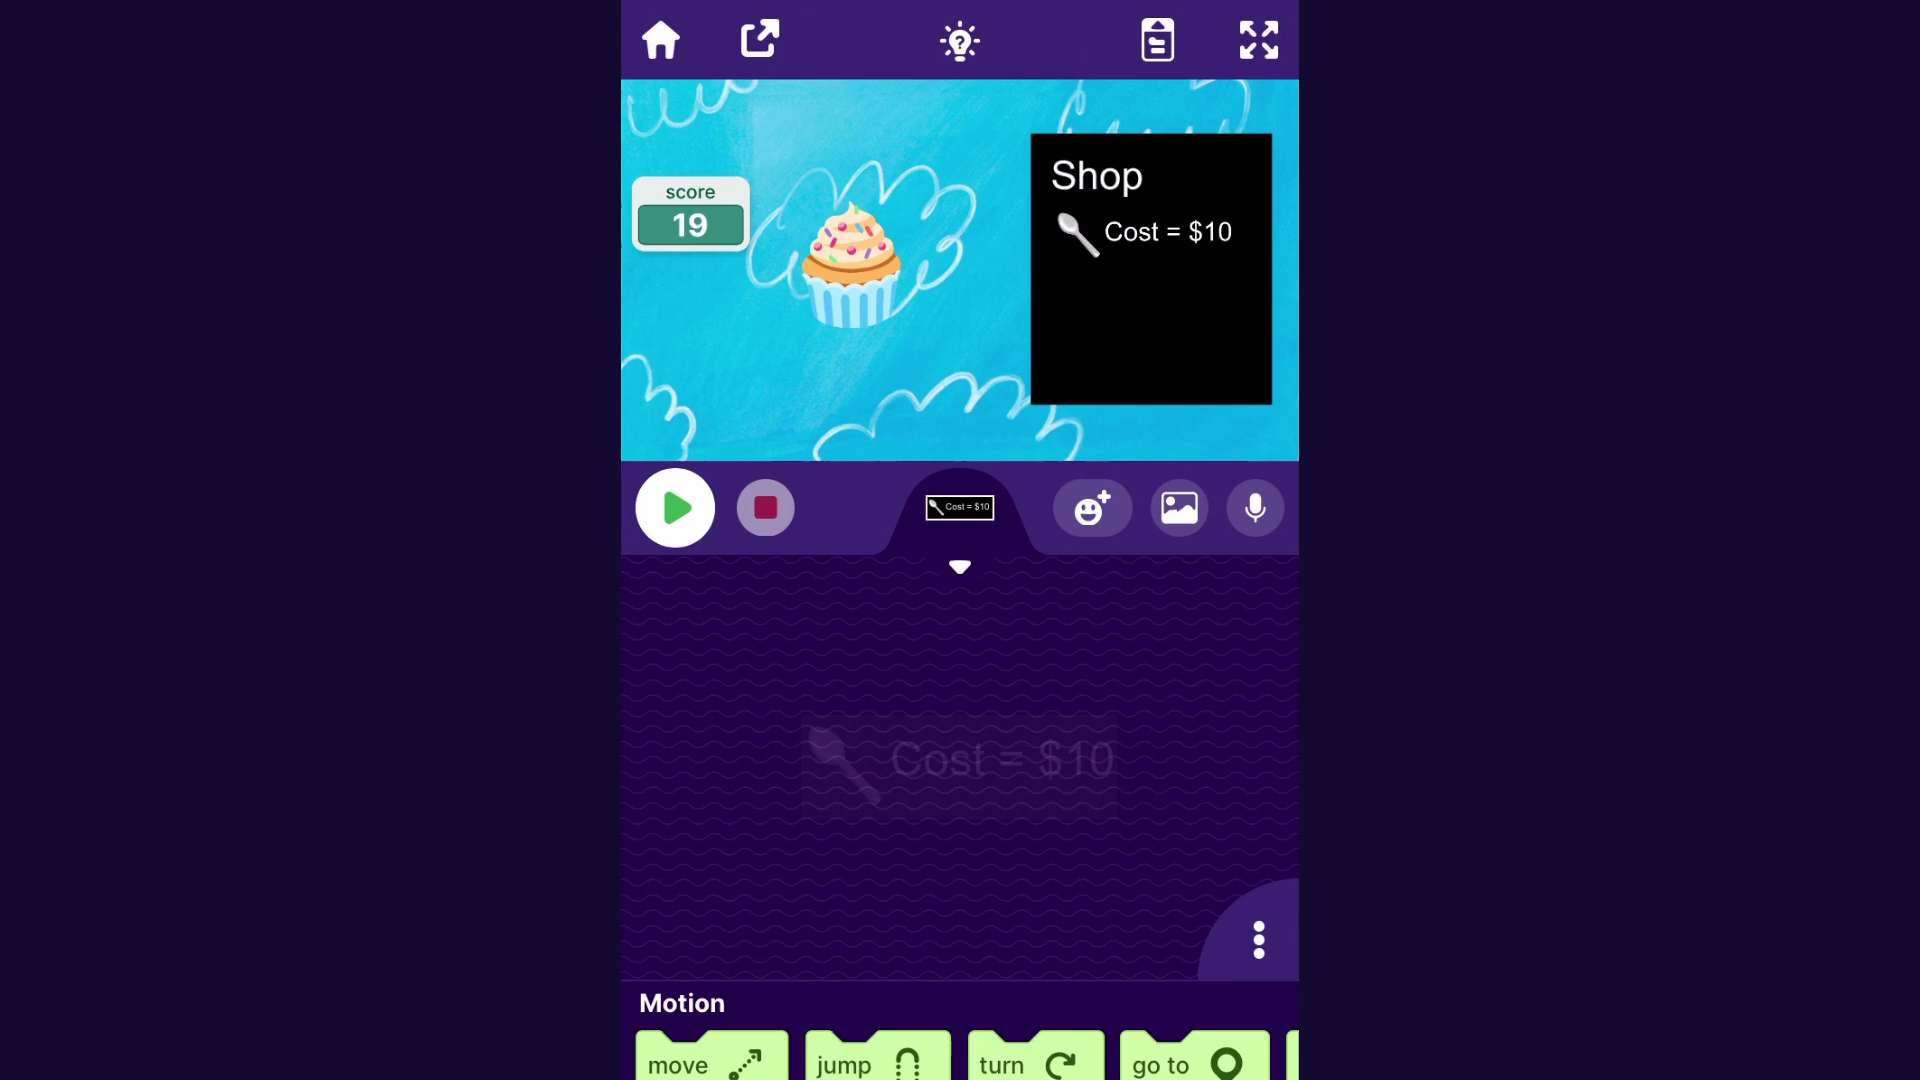 score
19
Shop
Cost = $10
Cost = $10
Cost = $10
Motion
move
jump
turn
go to